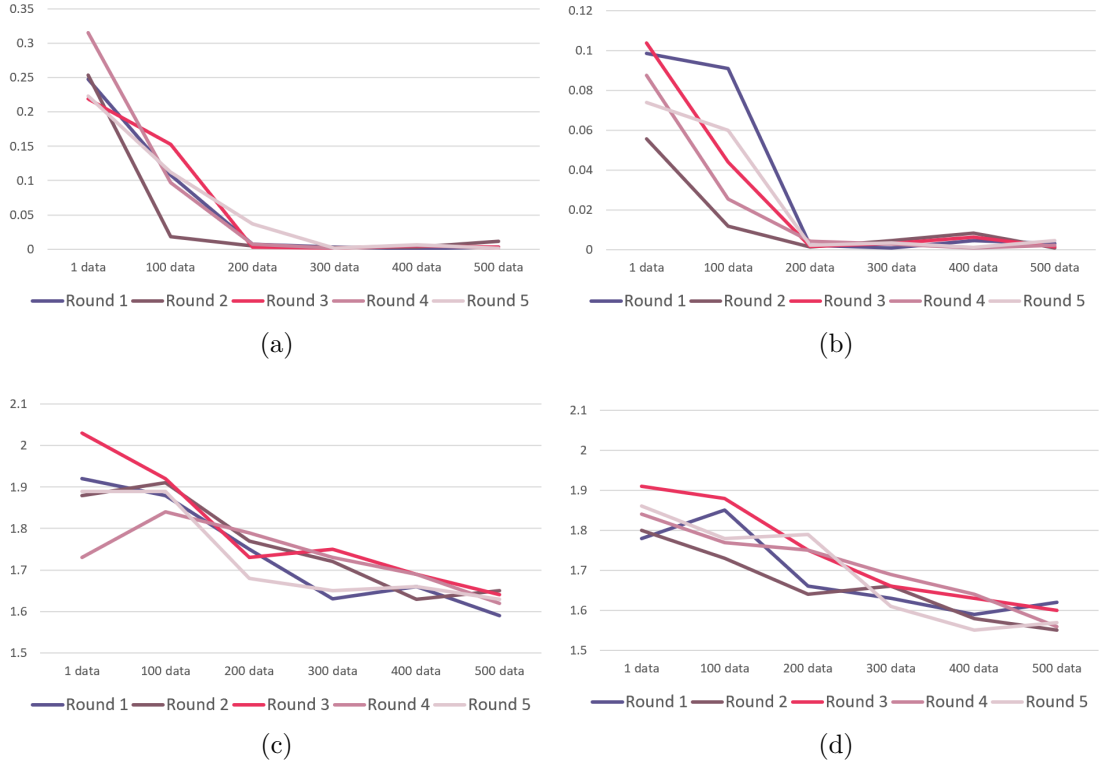 0.35
0.3
0.25
0.2
0.15
0.1
0.05
0
1 data 100 data 200 data 300 data 400 data 500 data
Round 1 Round 2 Round 3 Round 4 Round 5
(a)
0.12
0.1
0.08
0.06
0.04
0.02
0
1 data 100 data 200 data 300 data 400 data 500 data
Round 1 Round 2 Round 3 Round 4 Round 5
(b)
2.1
2
1.9
1.8
1.7
1.6
1.5
1 data 100 data 200 data 300 data 400 data 500 data
Round 1 Round 2 Round 3 Round 4 Round 5
(c)
2.1
2
1.9
1.8
1.7
1.6
1.5
1 data 100 data 200 data 300 data 400 data 500 data
Round 1 Round 2 Round 3 Round 4 Round 5
(d)